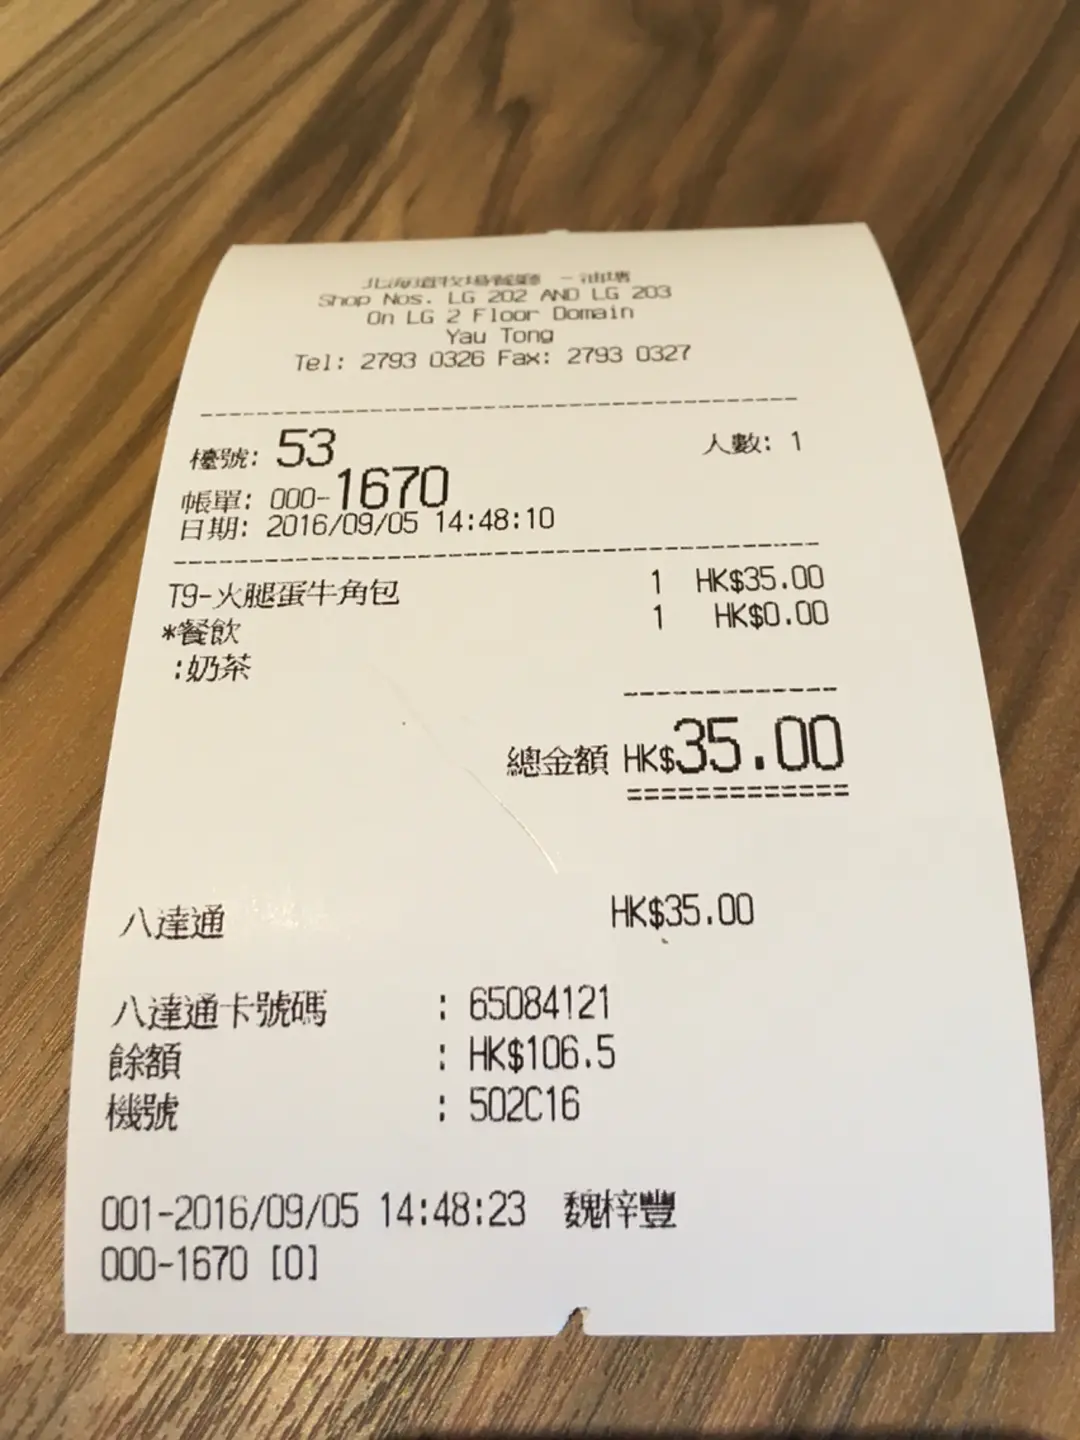 北海道牧場餐廳 - 油塘
Shop Nos. LG 202 AND LG 203
On LG 2 Floor Domain
Yau Tong
Tel: 2793 0326 Fax: 2793 0327
檯號: 53 人數: 1
帳單: 000-1670
日期: 2016/09/05 14:48:10
T9-火腿蛋牛角包 1 HK$35.00
*餐飲 1 HK$0.00
:奶茶
總金額 HK$35.00
八達通 HK$35.00
八達通卡號碼 : 65084121
餘額 : HK$106.5
機號 : 502C16
001-2016/09/05 14:48:23 魏梓豐
000-1670 [0]